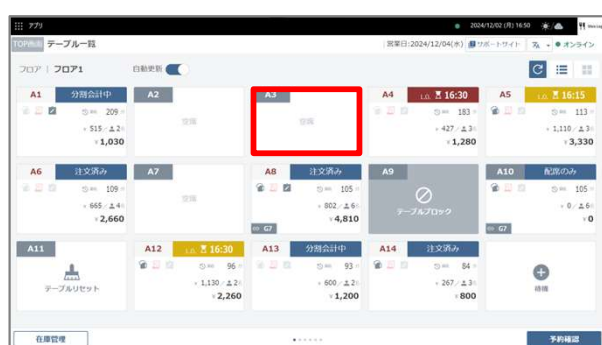 アプリ
2024/12/02 (月) 16:50
TOP画面 テーブル一覧
営業日:2024/12/04(水) サポートサイト オンライン
フロア フロア1 自動更新
A1 分割会計中
209
515 / 2
1,030
A2
空席
A3
空席
A4 L.O. 16:30
183
427 / 3
1,280
A5 L.O. 16:15
113
1,110 / 3
3,330
A6 注文済み
109
665 / 4
2,660
A7
空席
A8 注文済み
105
802 / 6
4,810
G7
A9
テーブルブロック
A10 配席のみ
105
0 / 6
0
G7
A11
テーブルリセット
A12 L.O. 16:30
96
1,130 / 2
2,260
A13 分割会計中
93
600 / 2
1,200
A14 注文済み
84
267 / 3
800
待機
在庫管理
予約確認